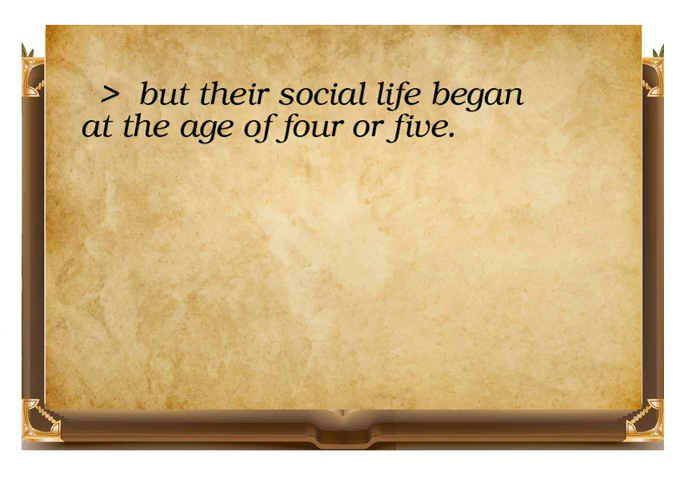 > but their social life began
at the age of four or five.